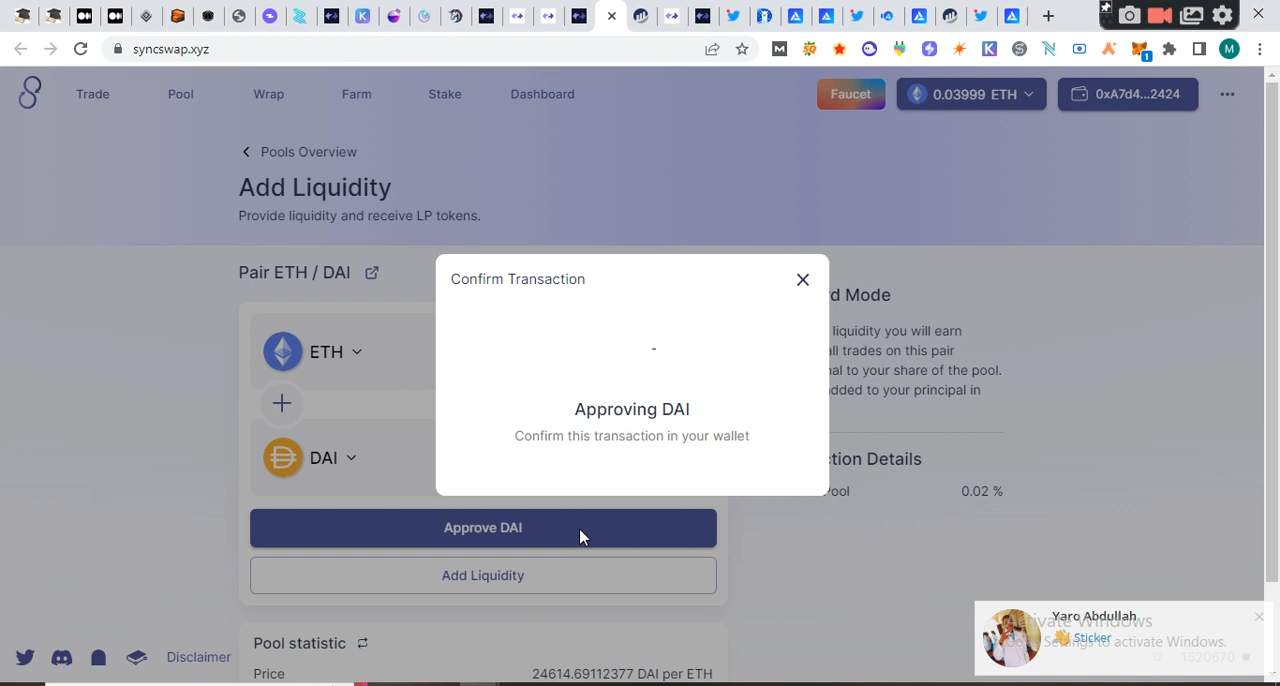 syncswap.xyz
M
1
Trade
Pool
Wrap
Farm
Stake
Dashboard
Faucet
0.03999 ETH
0xA7d4...2424
Pools Overview
Add Liquidity
Provide liquidity and receive LP tokens.
Pair ETH / DAI
Confirm Transaction
d Mode
ETH
liquidity you will earn
all trades on this pair
nal to your share of the pool.
added to your principal in
Approving DAI
Confirm this transaction in your wallet
DAI
ction Details
Pool
0.02 %
Approve DAI
Add Liquidity
Yaro Abdullah
Activate Windows
Sticker
Settings to activate Windows.
Pool statistic
Disclaimer
1520670
Price
24614.69112377 DAI per ETH